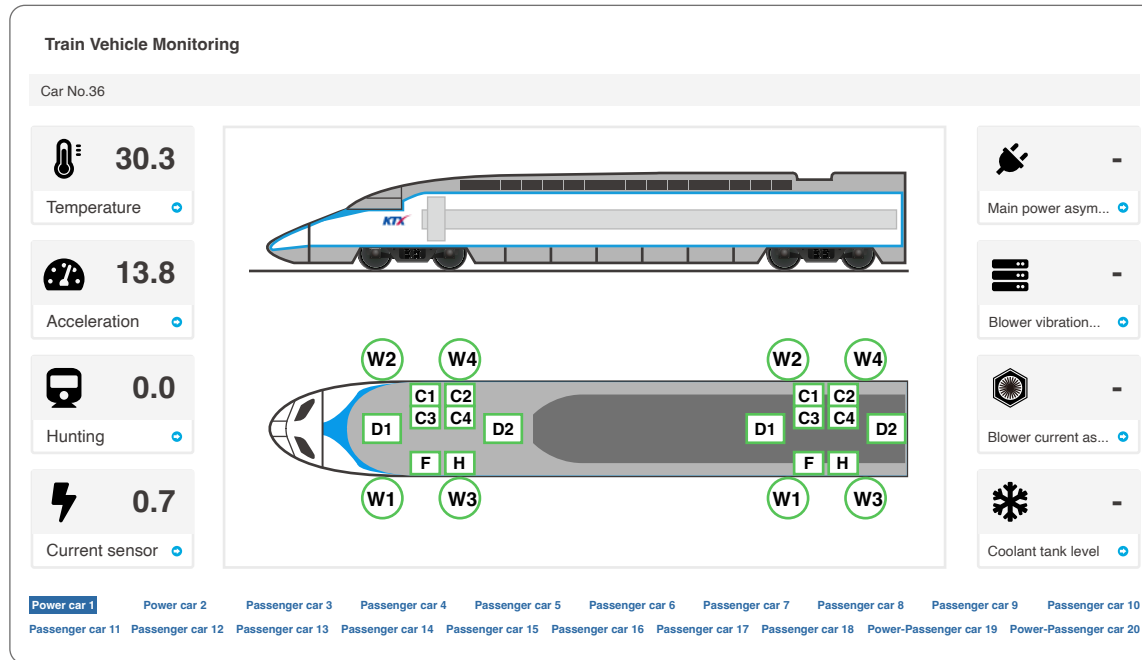 Train Vehicle Monitoring
Car No.36
30.3
Temperature
13.8
Acceleration
0.0
Hunting
0.7
Current sensor
KTX
W2 W4 W2 W4
C1 C2 C1 C2
C3 C4 C3 C4
D1 D2 D1 D2
F H F H
W1 W3 W1 W3
-
Main power asym...
-
Blower vibration...
-
Blower current as...
-
Coolant tank level
Power car 1 Power car 2 Passenger car 3 Passenger car 4 Passenger car 5 Passenger car 6 Passenger car 7 Passenger car 8 Passenger car 9 Passenger car 10
Passenger car 11 Passenger car 12 Passenger car 13 Passenger car 14 Passenger car 15 Passenger car 16 Passenger car 17 Passenger car 18 Power-Passenger car 19 Power-Passenger car 20